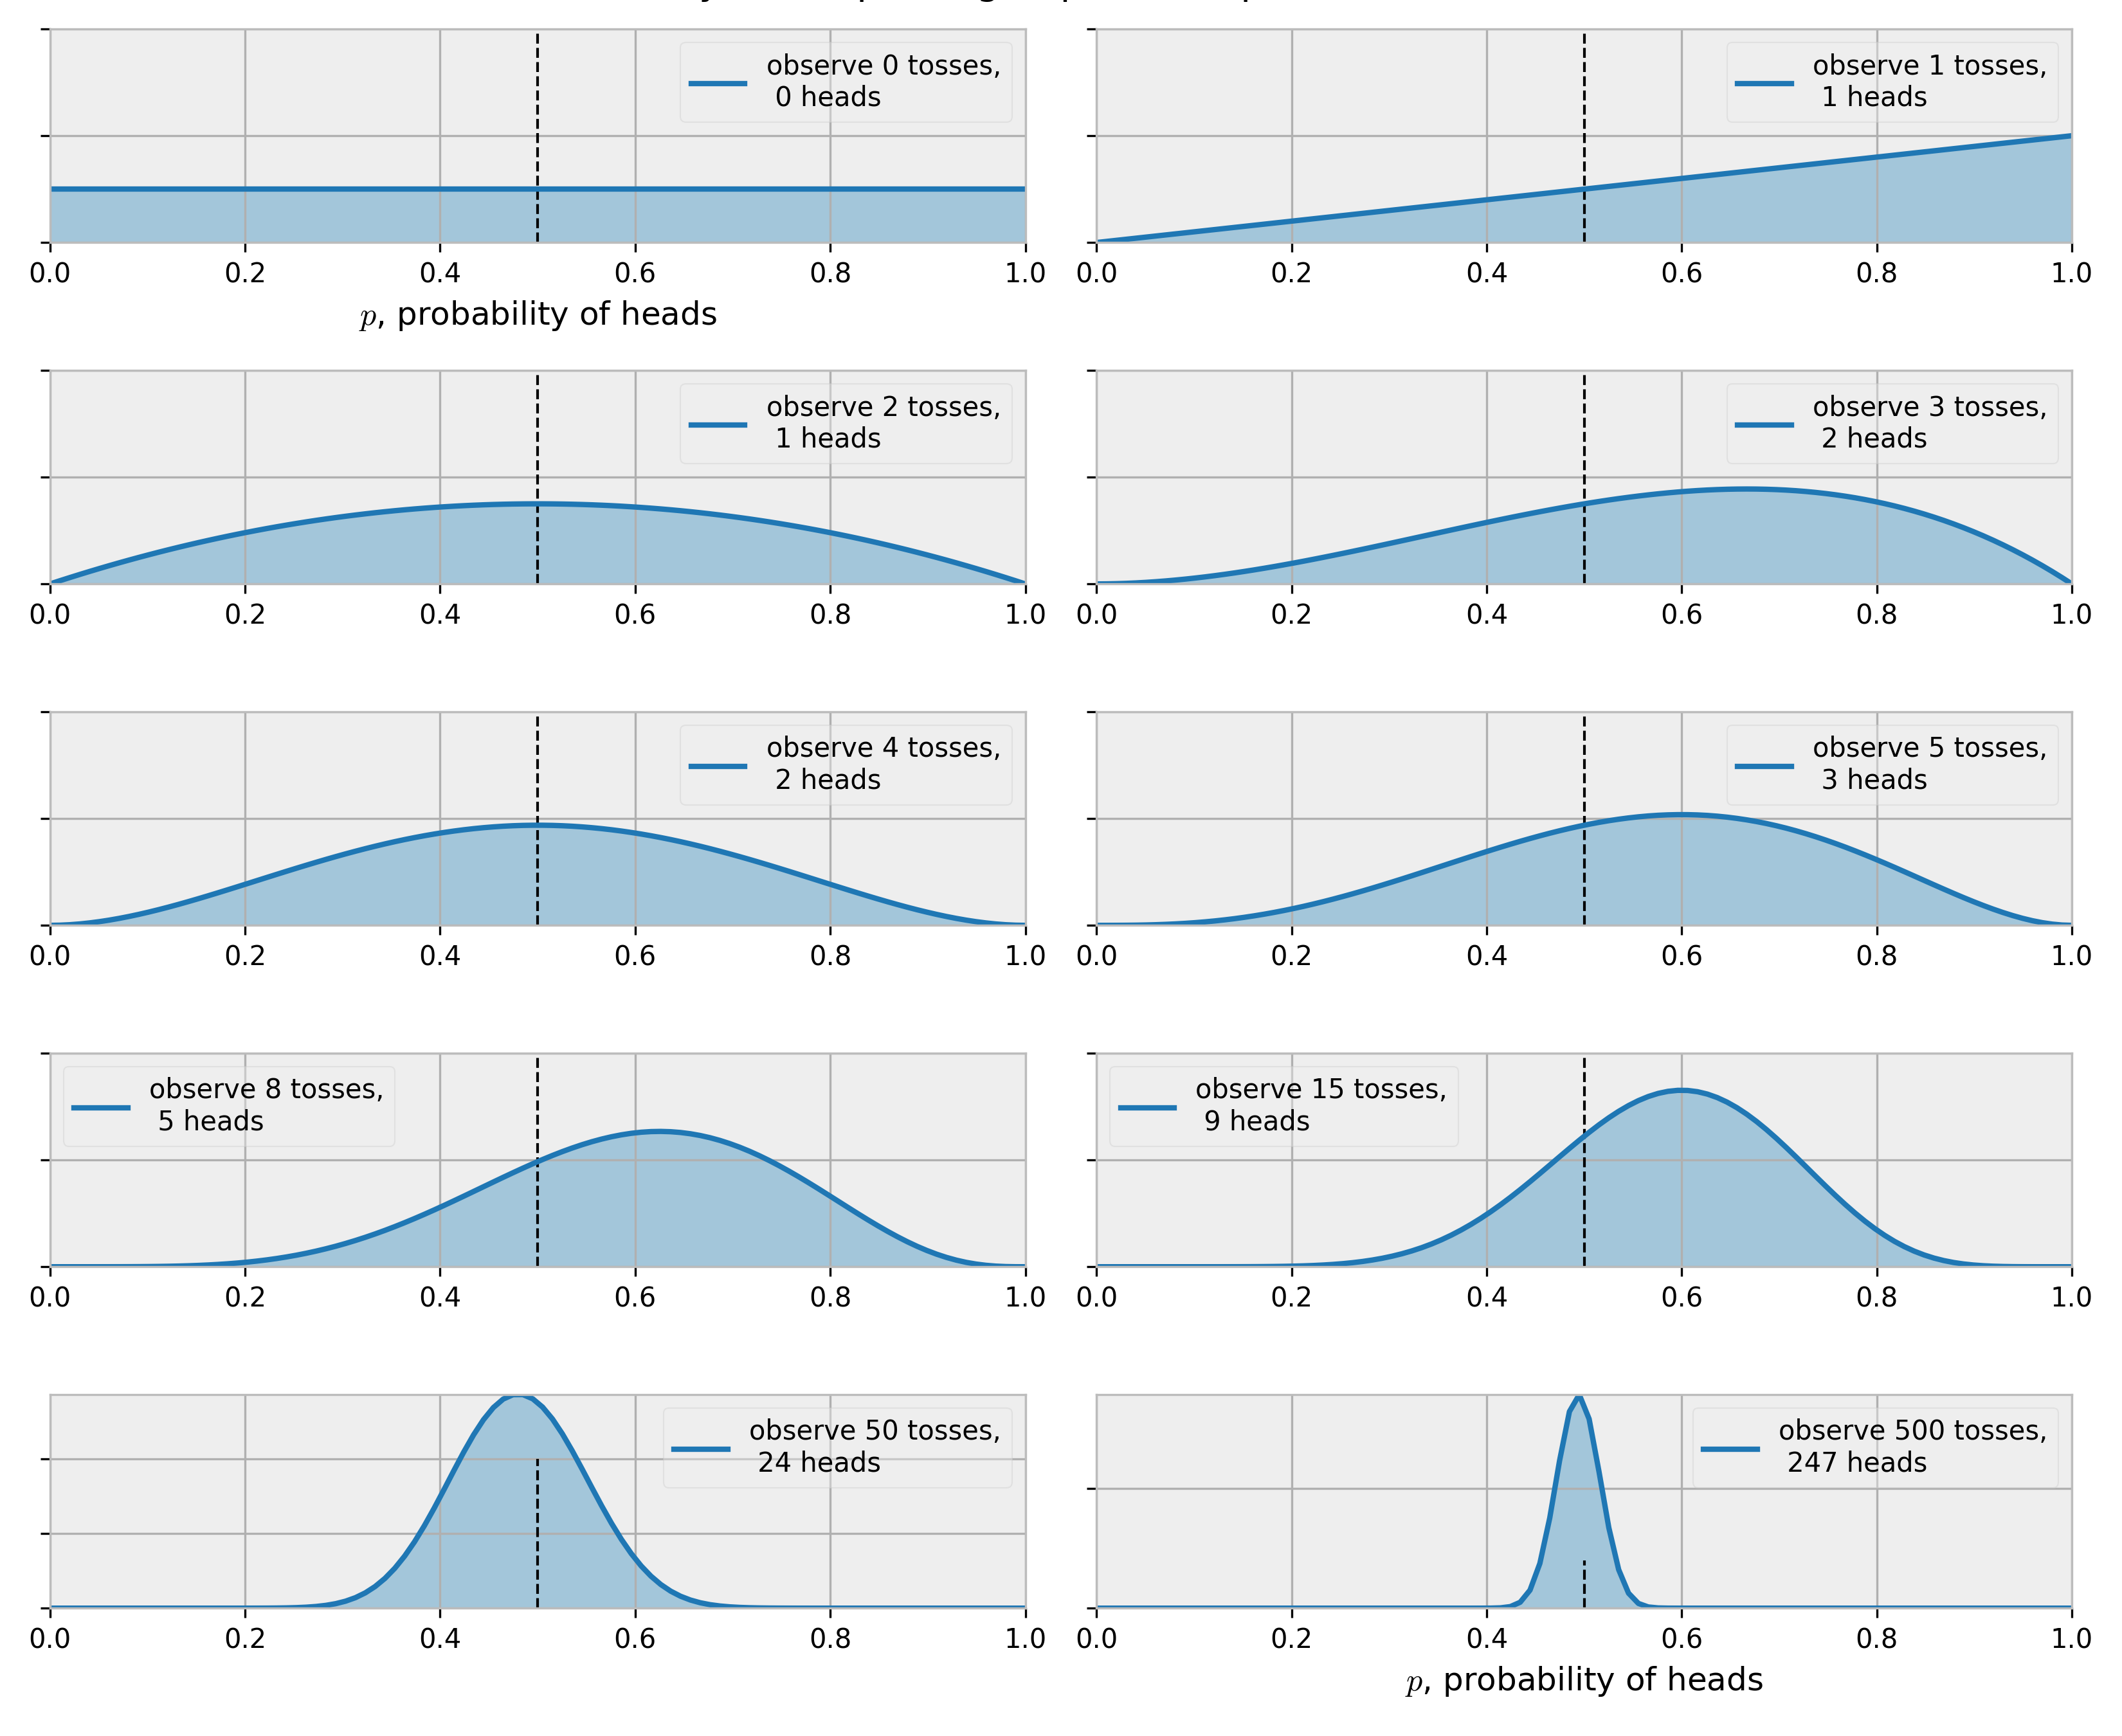 observe 0 tosses,
0 heads
0.0 0.2 0.4 0.6 0.8 1.0
p, probability of heads
observe 1 tosses,
1 heads
0.0 0.2 0.4 0.6 0.8 1.0
observe 2 tosses,
1 heads
0.0 0.2 0.4 0.6 0.8 1.0
observe 3 tosses,
2 heads
0.0 0.2 0.4 0.6 0.8 1.0
observe 4 tosses,
2 heads
0.0 0.2 0.4 0.6 0.8 1.0
observe 5 tosses,
3 heads
0.0 0.2 0.4 0.6 0.8 1.0
observe 8 tosses,
5 heads
0.0 0.2 0.4 0.6 0.8 1.0
observe 15 tosses,
9 heads
0.0 0.2 0.4 0.6 0.8 1.0
observe 50 tosses,
24 heads
0.0 0.2 0.4 0.6 0.8 1.0
observe 500 tosses,
247 heads
0.0 0.2 0.4 0.6 0.8 1.0
p, probability of heads